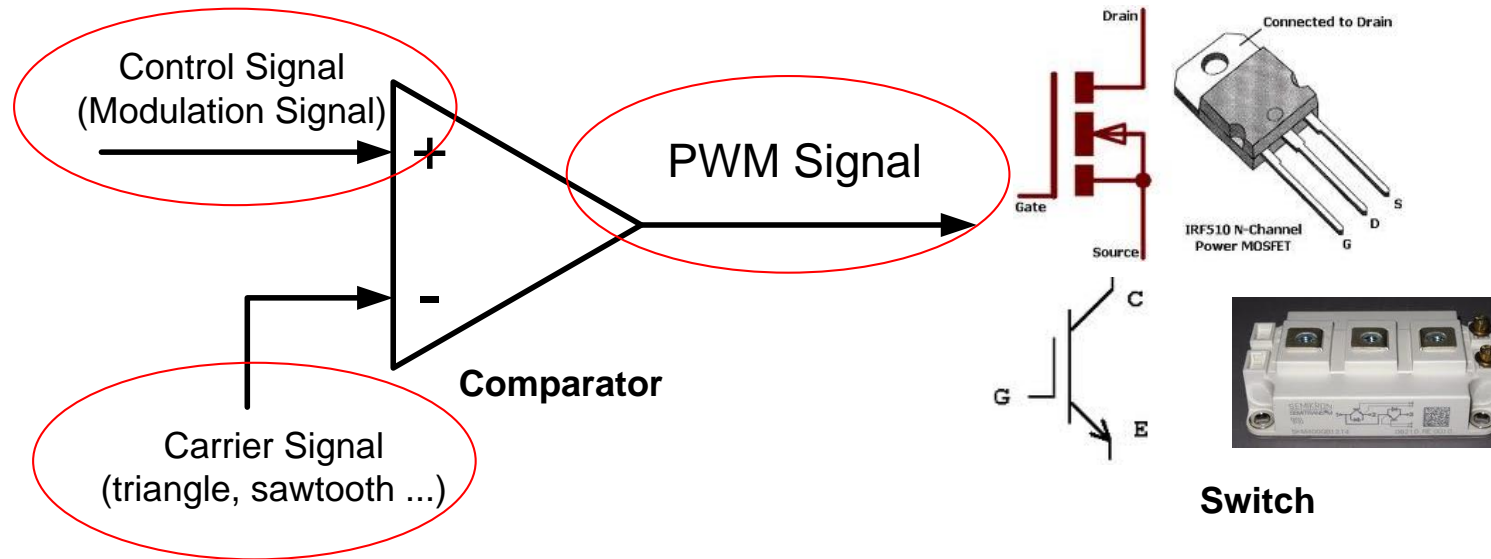 Control Signal
(Modulation Signal)
+
-
Comparator
Carrier Signal
(triangle, sawtooth ...)
PWM Signal
Drain
Gate
Source
Connected to Drain
S
D
G
IRF510 N-Channel
Power MOSFET
C
G
E
SEMIKRON
Switch